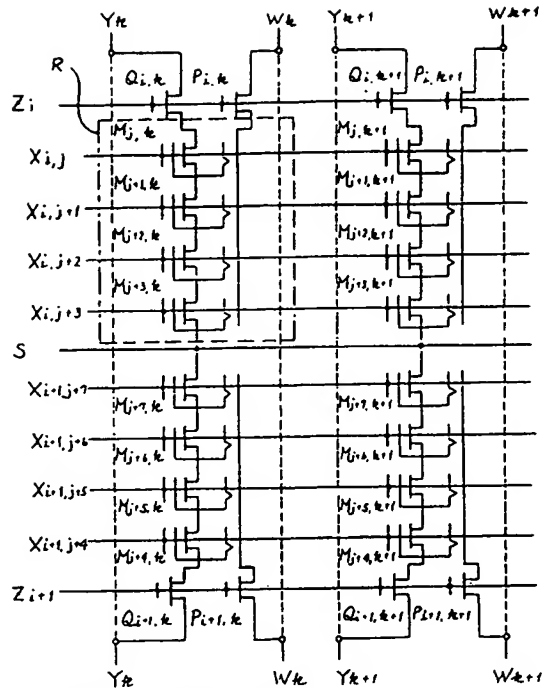 Yk Wk Yk+1 Wk+1
R
Qi,k Pi,k Qi,k+1 Pi,k+1
Zi
Mj,k Mj,k+1
Xi,j
Mj+1,k Mj+1,k+1
Xi,j+1
Mj+2,k Mj+2,k+1
Xi,j+2
Mj+3,k Mj+3,k+1
Xi,j+3
S
Xi+1,j+7
Mj+7,k Mj+7,k+1
Xi+1,j+6
Mj+6,k Mj+6,k+1
Xi+1,j+5
Mj+5,k Mj+5,k+1
Xi+1,j+4
Mj+4,k Mj+4,k+1
Zi+1
Qi+1,k Pi+1,k Qi+1,k+1 Pi+1,k+1
Yk Wk Yk+1 Wk+1